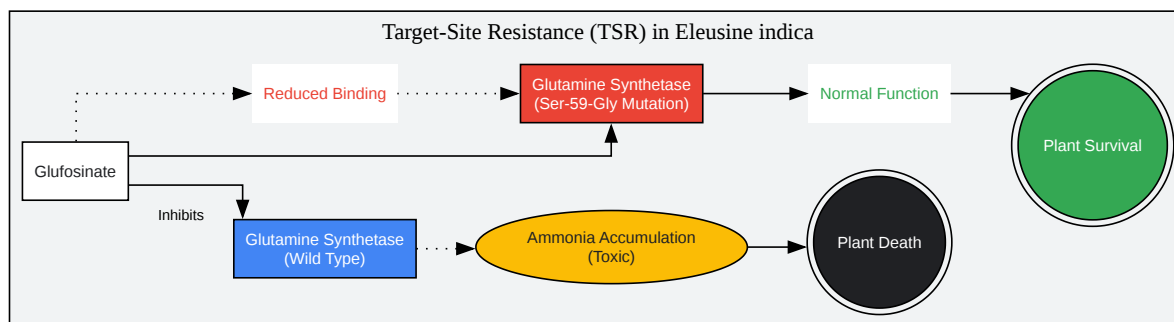 Target-Site Resistance (TSR) in Eleusine indica
Reduced Binding
Glutamine Synthetase
(Ser-59-Gly Mutation)
Normal Function
Plant Survival
Glufosinate
Inhibits
Glutamine Synthetase
(Wild Type)
Ammonia Accumulation
(Toxic)
Plant Death